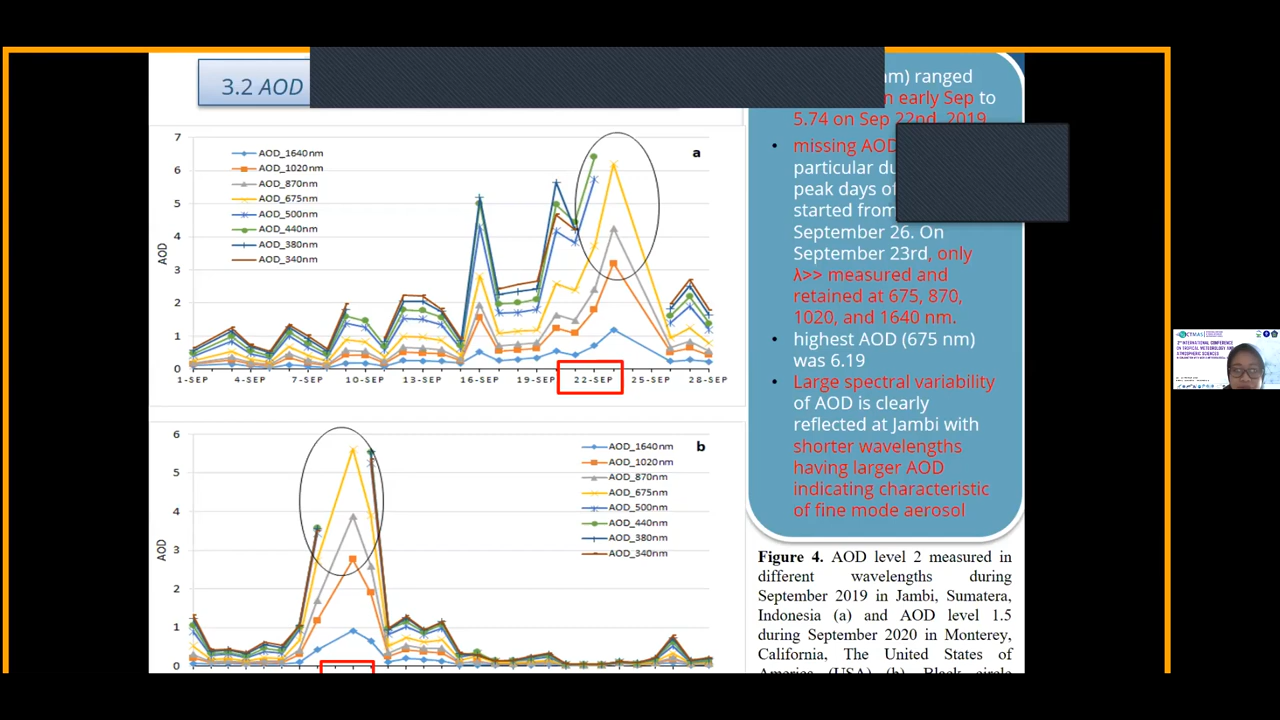 3.2 AOD
7
6
5
4
3
2
1
0
AOD
AOD_1640nm
AOD_1020nm
AOD_870nm
AOD_675nm
AOD_500nm
AOD_440nm
AOD_380nm
AOD_340nm
a
1-SEP 4-SEP 7-SEP 10-SEP 13-SEP 16-SEP 19-SEP 22-SEP 25-SEP 28-SEP
6
5
4
3
2
1
0
AOD
AOD_1640nm
AOD_1020nm
AOD_870nm
AOD_675nm
AOD_500nm
AOD_440nm
AOD_380nm
AOD_340nm
b
nm) ranged
n early Sep to
5.74 on Sep 22nd, 2019
• missing AOD
particular du
peak days of
started from
September 26. On
September 23rd, only
λ>> measured and
retained at 675, 870,
1020, and 1640 nm.
• highest AOD (675 nm)
was 6.19
• Large spectral variability
of AOD is clearly
reflected at Jambi with
shorter wavelengths
having larger AOD
indicating characteristic
of fine mode aerosol
Figure 4. AOD level 2 measured in
different wavelengths during
September 2019 in Jambi, Sumatera,
Indonesia (a) and AOD level 1.5
during September 2020 in Monterey,
California, The United States of
America (USA) (b). Black circle